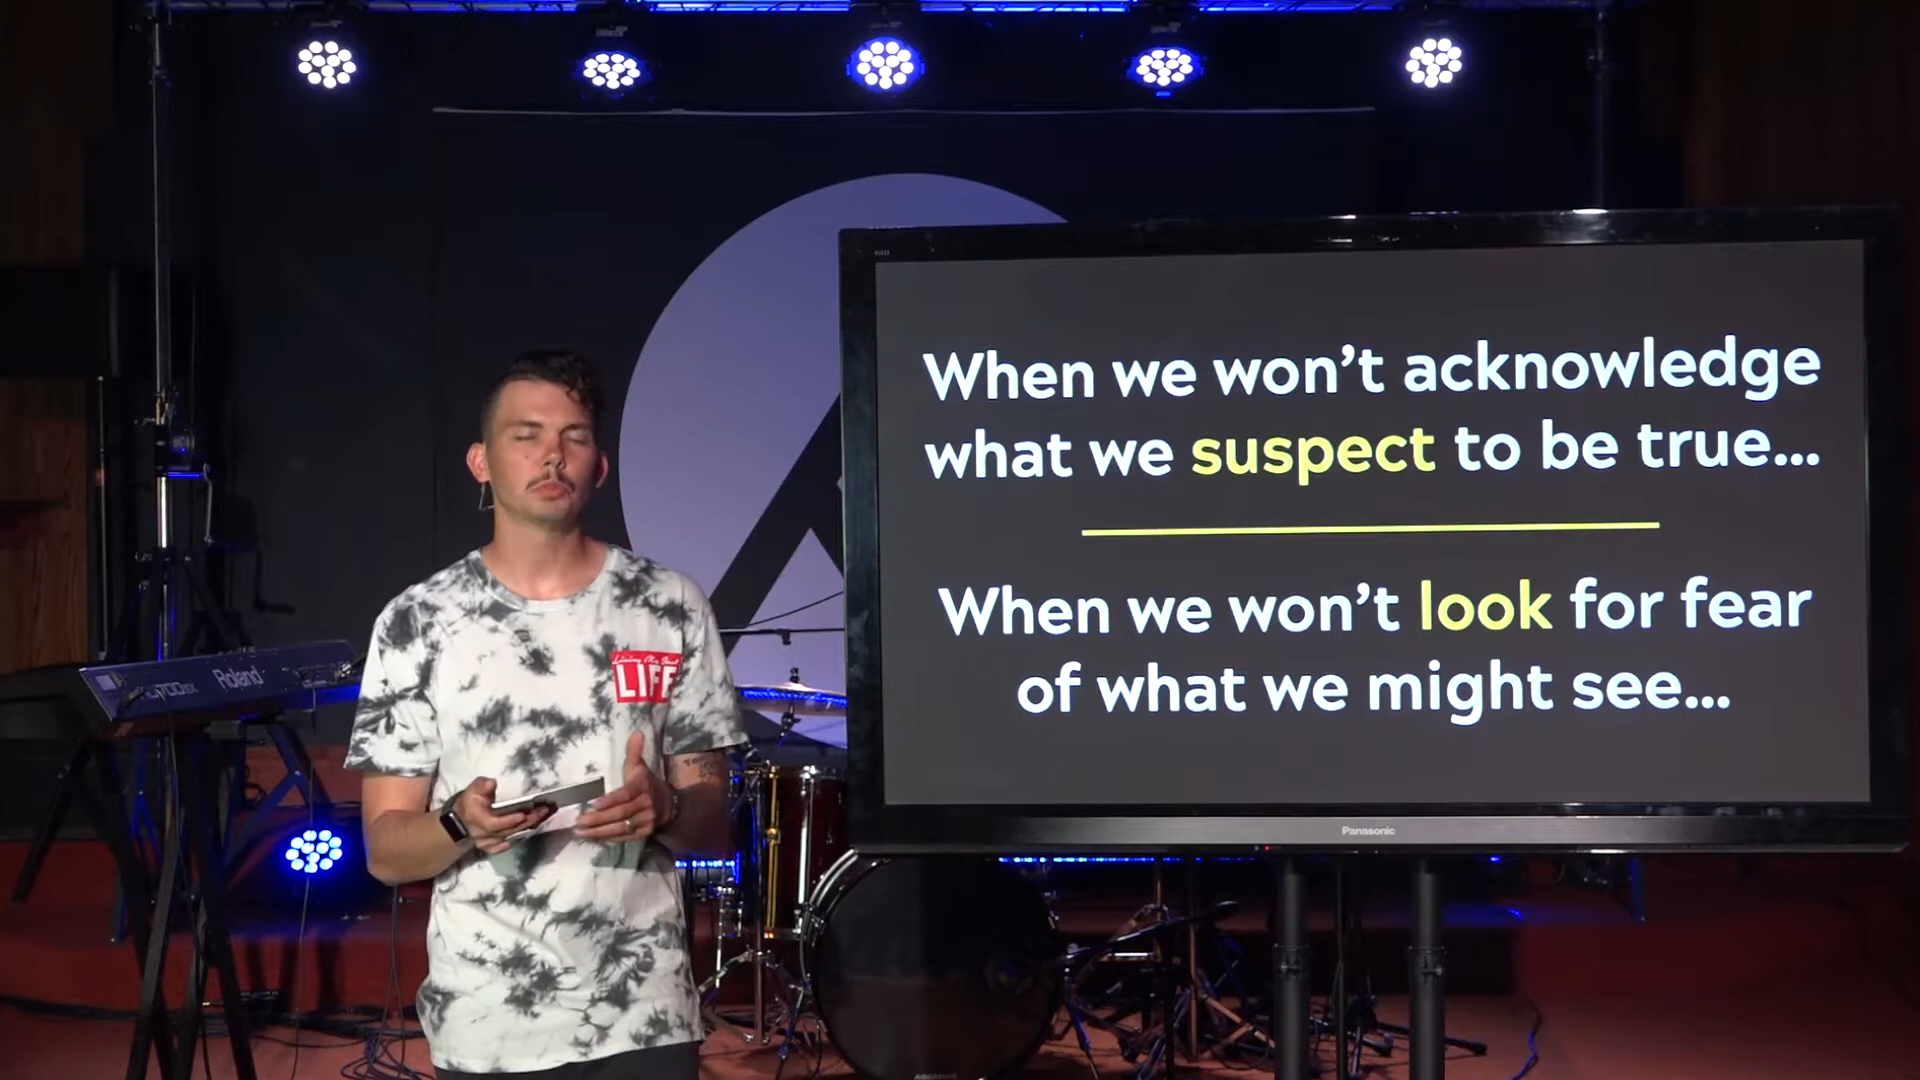 When we won't acknowledge
what we suspect to be true...
When we won't look for fear
of what we might see...
Panasonic
Roland
LIFE